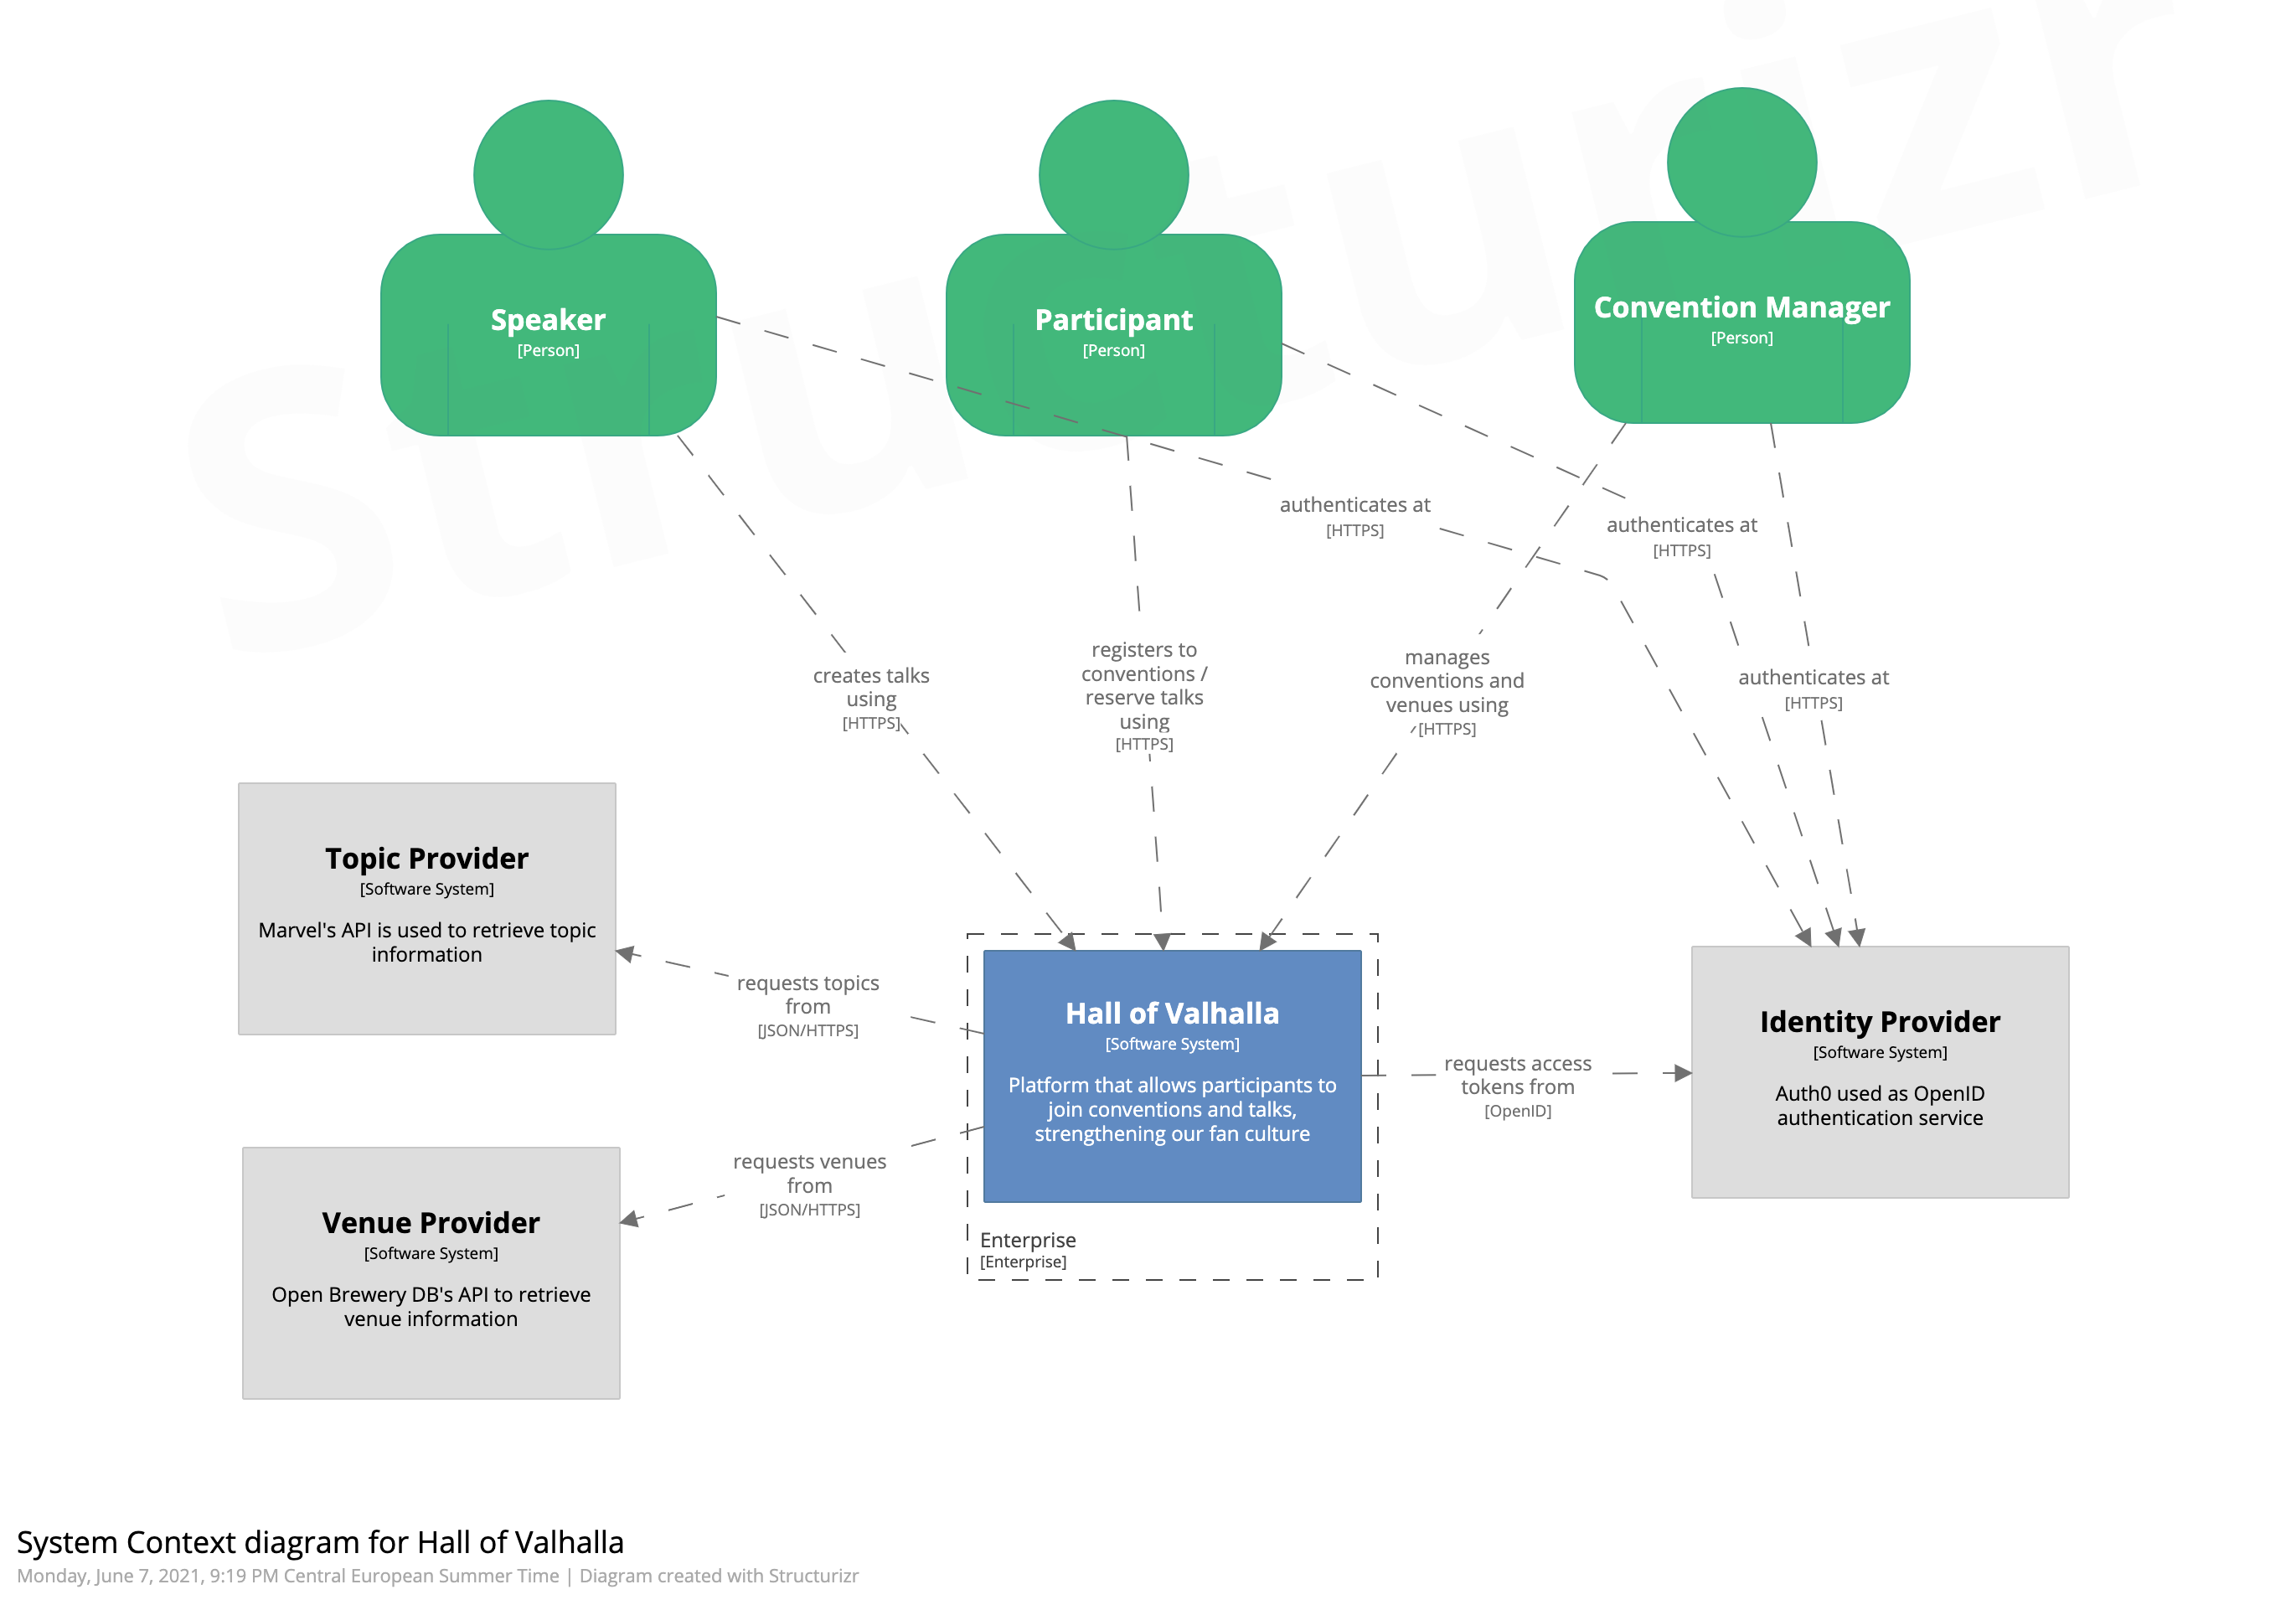 Structurizr
Speaker
[Person]
Participant
[Person]
Convention Manager
[Person]
authenticates at
[HTTPS]
authenticates at
[HTTPS]
creates talks
using
[HTTPS]
registers to
conventions /
reserve talks
using
[HTTPS]
manages
conventions and
venues using
[HTTPS]
authenticates at
[HTTPS]
Topic Provider
[Software System]
Marvel's API is used to retrieve topic
information
requests topics
from
[JSON/HTTPS]
Hall of Valhalla
[Software System]
Platform that allows participants to
join conventions and talks,
strengthening our fan culture
requests access
tokens from
[OpenID]
Identity Provider
[Software System]
Auth0 used as OpenID
authentication service
requests venues
from
[JSON/HTTPS]
Venue Provider
[Software System]
Open Brewery DB's API to retrieve
venue information
Enterprise
[Enterprise]
System Context diagram for Hall of Valhalla
Monday, June 7, 2021, 9:19 PM Central European Summer Time | Diagram created with Structurizr